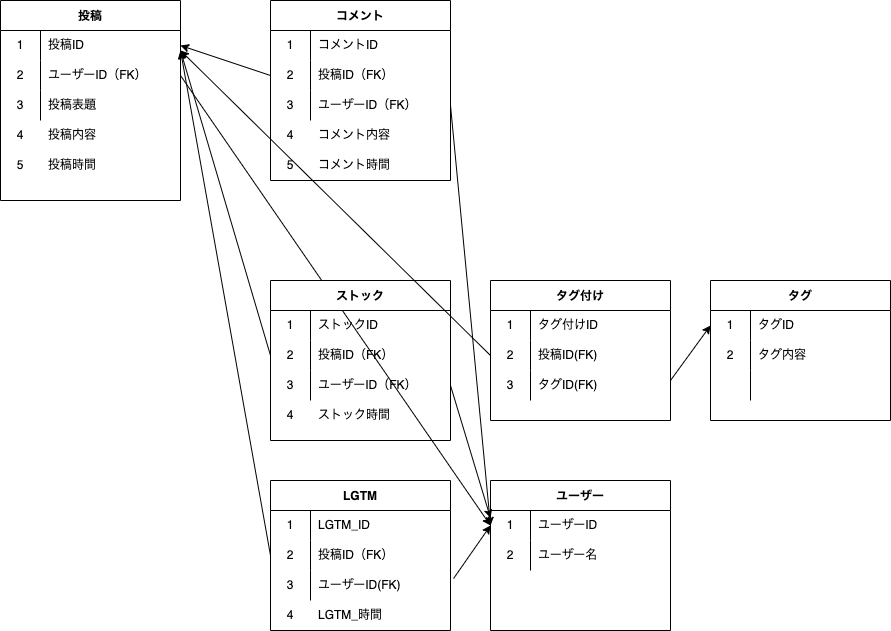 投稿
1 投稿ID
2 ユーザーID（FK）
3 投稿表題
4 投稿内容
5 投稿時間
コメント
1 コメントID
2 投稿ID（FK）
3 ユーザーID（FK）
4 コメント内容
5 コメント時間
ストック
1 ストックID
2 投稿ID（FK）
3 ユーザーID（FK）
4 ストック時間
タグ付け
1 タグ付けID
2 投稿ID(FK)
3 タグID(FK)
タグ
1 タグID
2 タグ内容
LGTM
1 LGTM_ID
2 投稿ID（FK）
3 ユーザーID(FK)
4 LGTM_時間
ユーザー
1 ユーザーID
2 ユーザー名